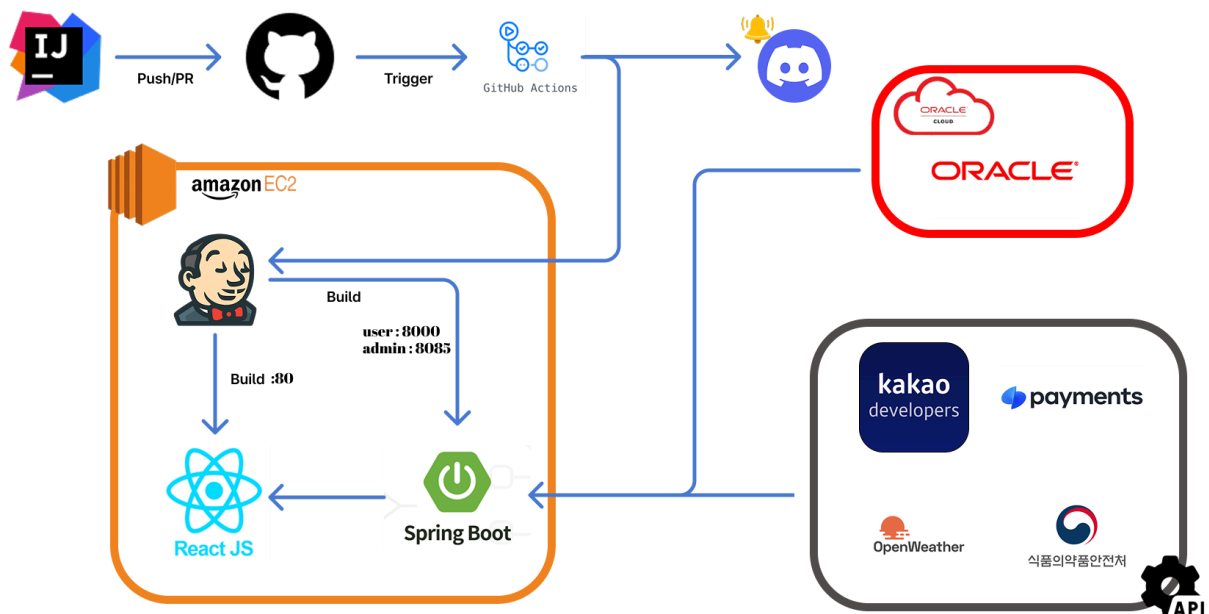 IJ
Push/PR
Trigger
GitHub Actions
ORACLE
CLOUD
ORACLE
amazon EC2
Build
user : 8000
admin : 8085
Build :80
kakao
developers
payments
React JS
Spring Boot
OpenWeather
식품의약품안전처
API